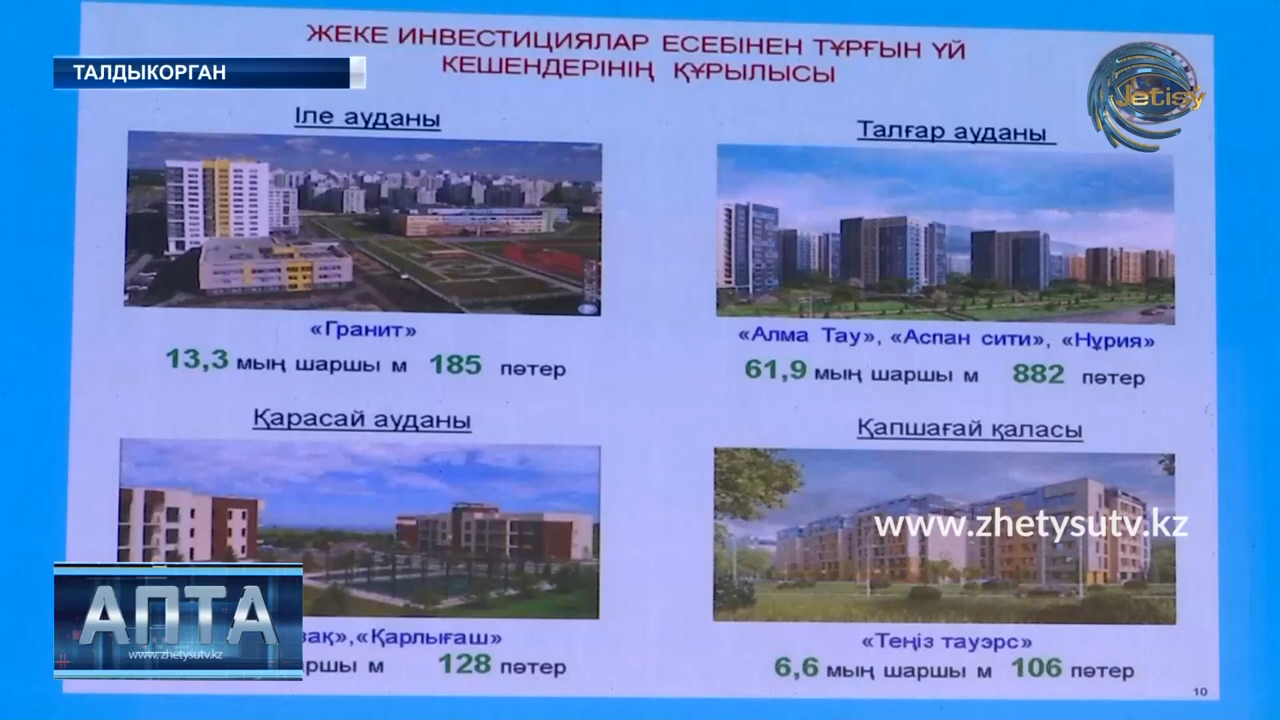 ЖЕКЕ ИНВЕСТИЦИЯЛАР ЕСЕБІНЕН ТҰРҒЫН ҮЙ
КЕШЕНДЕРІНІҢ ҚҰРЫЛЫСЫ
ТАЛДЫКОРГАН
Jetisý
Іле ауданы
Талғар ауданы
«Гранит»
«Алма Тау», «Аспан сити», «Нұрия»
13,3 мың шаршы м 185 пәтер
61,9 мың шаршы м 882 пәтер
Қарасай ауданы
Қапшағай қаласы
www.zhetysutv.kz
АПТА
www.zhetysutv.kz
«Қарлығаш»
«Теңіз тауэрс»
м 128 пәтер
6,6 мың шаршы м 106 пәтер
10